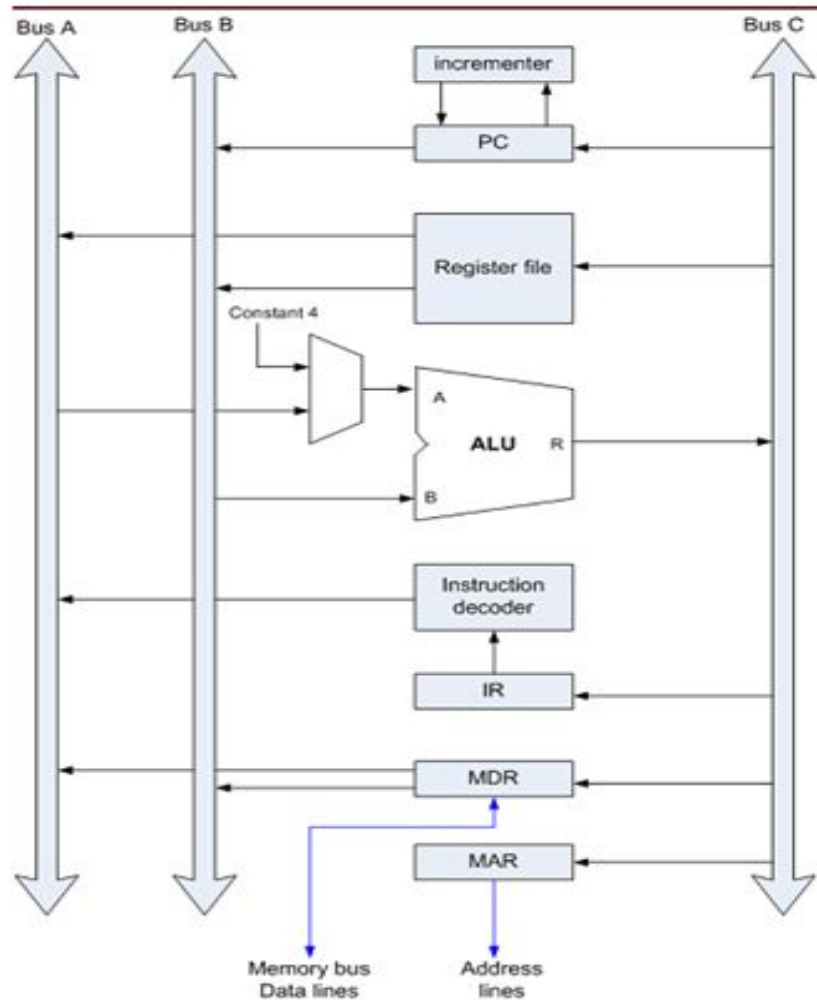 Bus A
Bus B
Bus C
incrementer
PC
Register file
Constant 4
A
ALU
R
B
Instruction
decoder
IR
MDR
MAR
Memory bus
Data lines
Address
lines